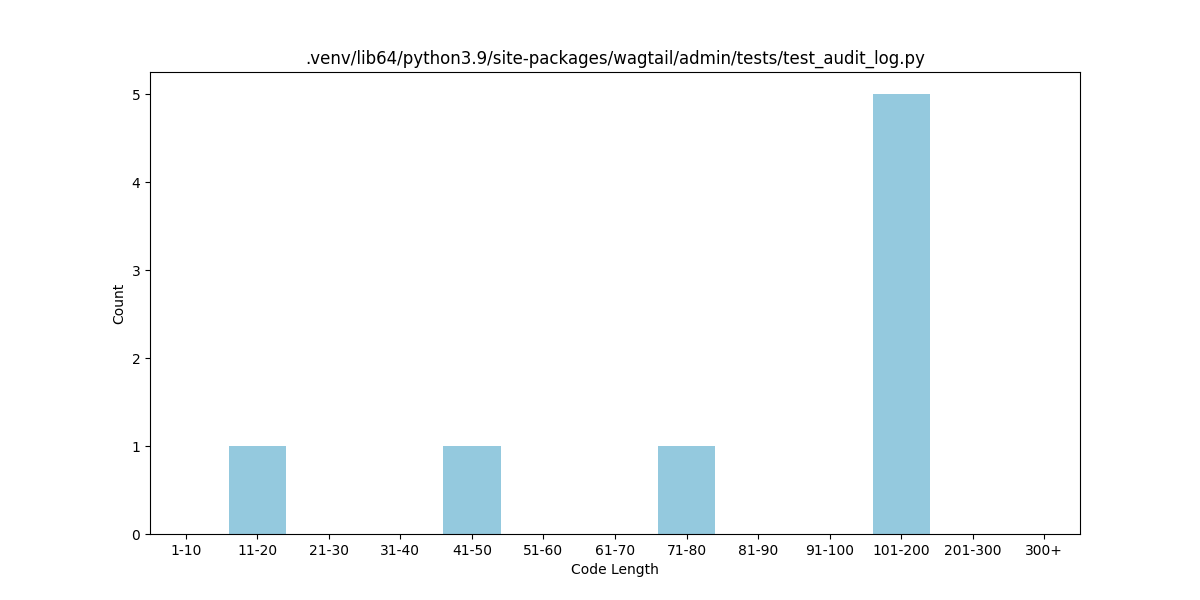 .venv/lib64/python3.9/site-packages/wagtail/admin/tests/test_audit_log.py
Count
5
4
3
2
1
0
1-10 11-20 21-30 31-40 41-50 51-60 61-70 71-80 81-90 91-100 101-200 201-300 300+
Code Length